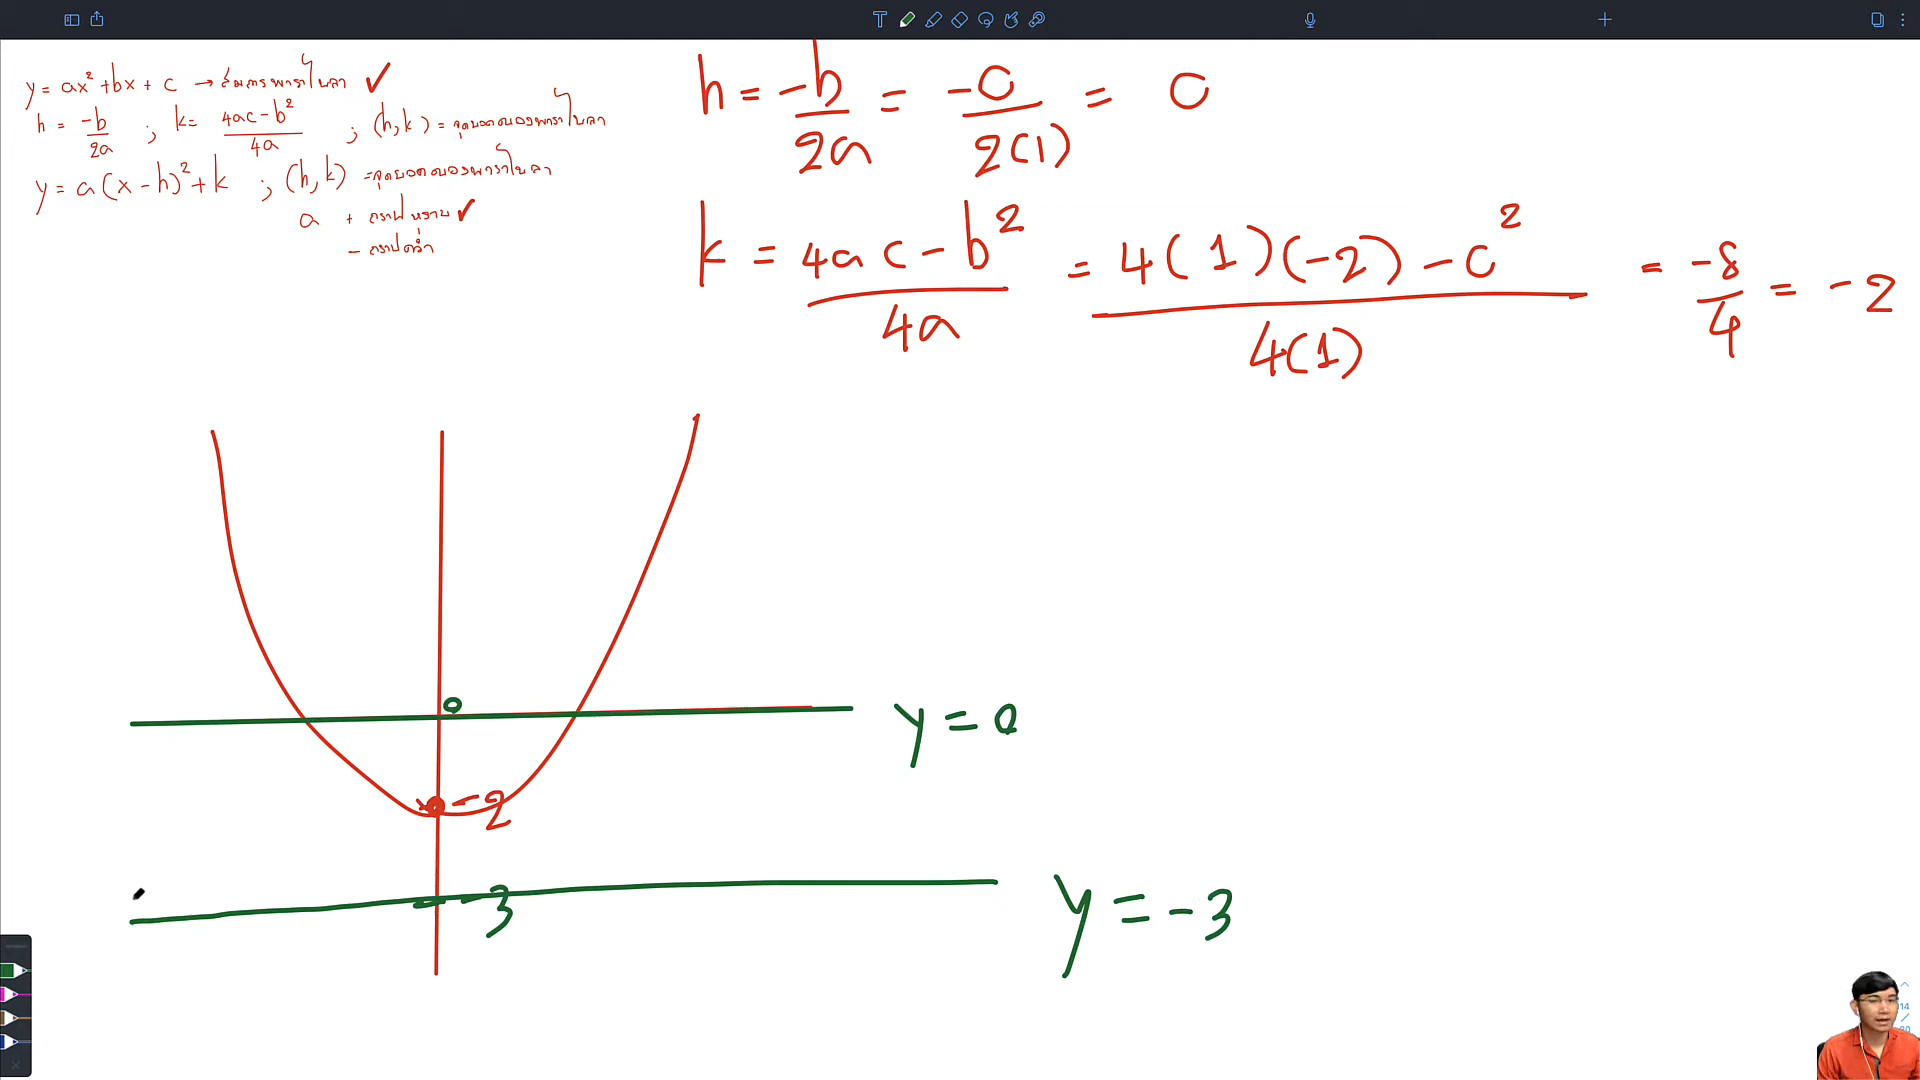 y = ax² + bx + c → สมการพาราโบลา ✓
h = -b/2a ; k = 4ac - b²/4a ; (h,k) = จุดยอดของพาราโบลา
y = a(x - h)² + k ; (h,k) = จุดยอดของพาราโบลา
a + กราฟหงาย ✓
- กราฟคว่ำ
h = -b/2a = -0/2(1) = 0
k = 4ac - b²/4a = 4(1)(-2) - 0²/4(1) = -8/4 = -2
0
y = 0
-2
-3
y = -3
14
/